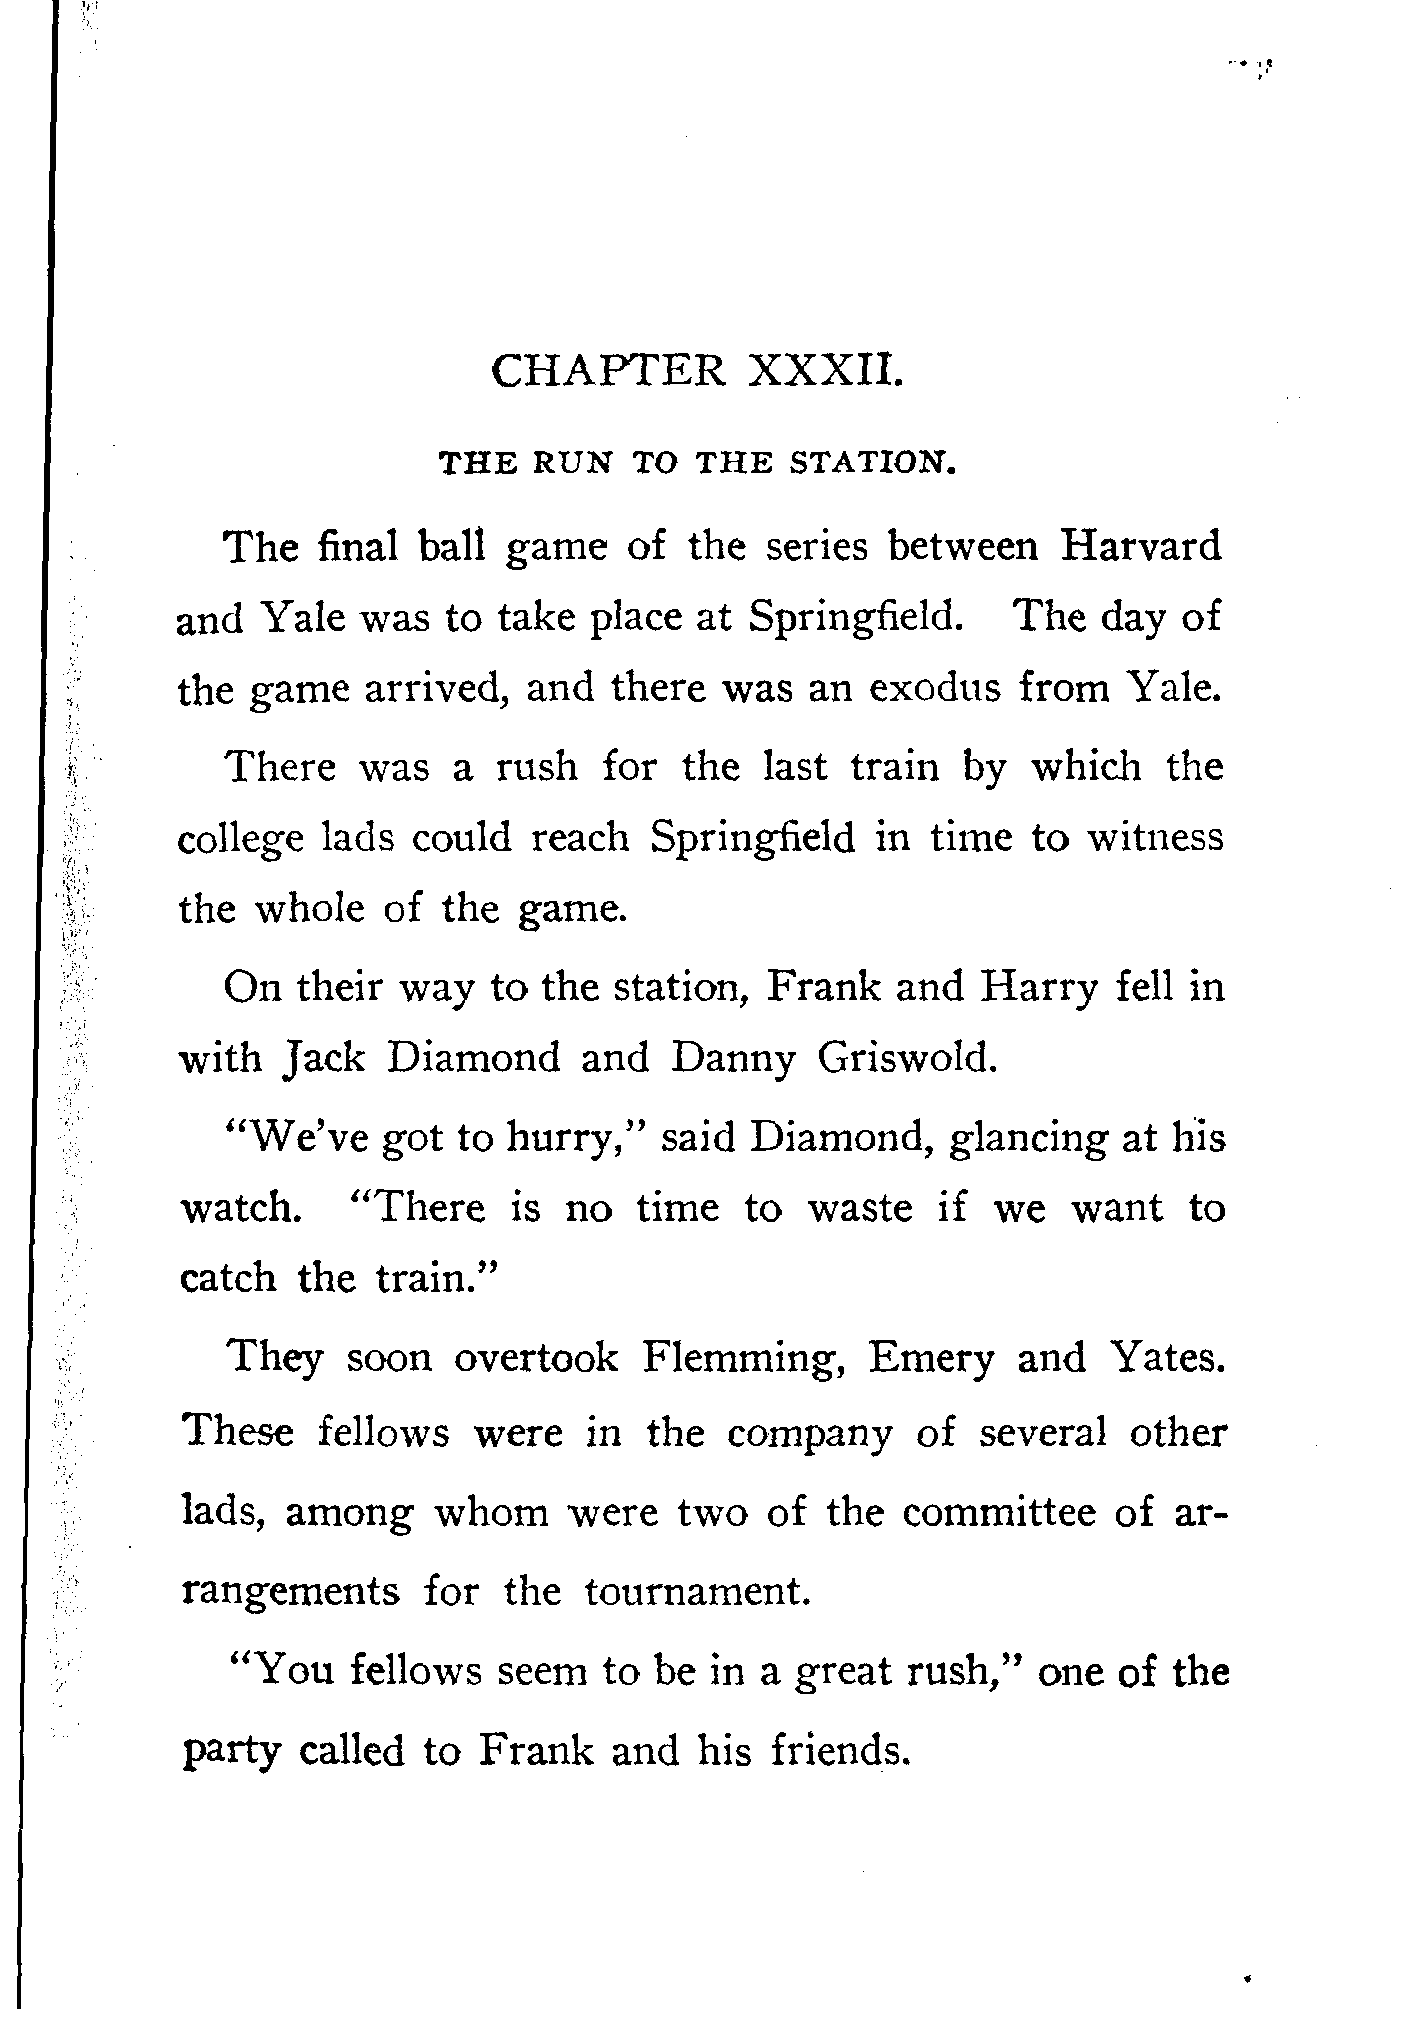 CHAPTER XXXII.
THE RUN TO THE STATION.
The final ball game of the series between Harvard
and Yale was to take place at Springfield. The day of
the game arrived, and there was an exodus from Yale.
There was a rush for the last train by which the
college lads could reach Springfield in time to witness
the whole of the game.
On their way to the station, Frank and Harry fell in
with Jack Diamond and Danny Griswold.
“We’ve got to hurry,” said Diamond, glancing at his
watch. “There is no time to waste if we want to
catch the train.”
They soon overtook Flemming, Emery and Yates.
These fellows were in the company of several other
lads, among whom were two of the committee of ar-
rangements for the tournament.
“You fellows seem to be in a great rush,” one of the
party called to Frank and his friends.